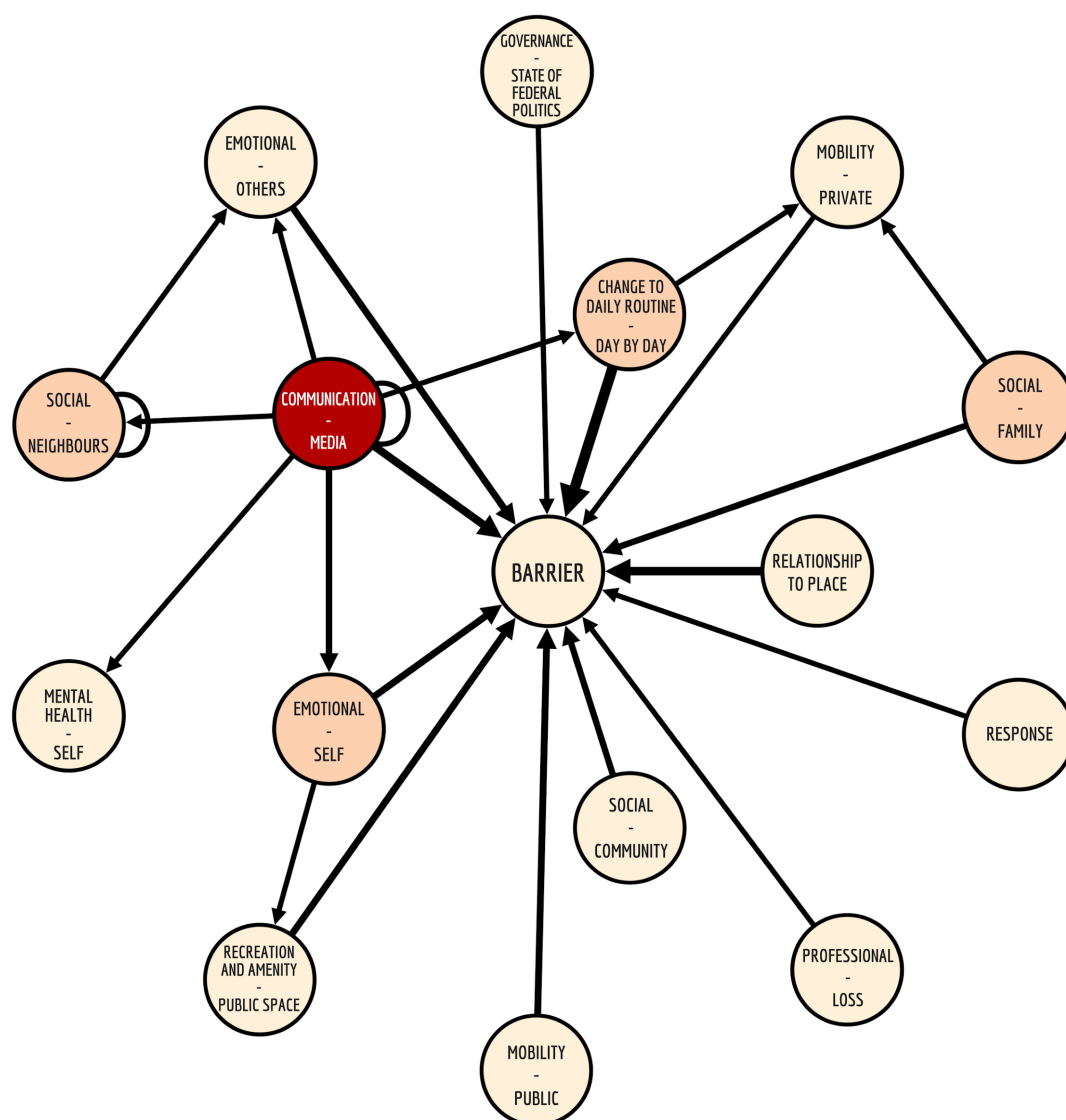 GOVERNANCE
-
STATE OF
FEDERAL
POLITICS
EMOTIONAL
-
OTHERS
MOBILITY
-
PRIVATE
CHANGE TO
DAILY ROUTINE
-
DAY BY DAY
SOCIAL
-
NEIGHBOURS
COMMUNICATION
-
MEDIA
SOCIAL
-
FAMILY
BARRIER
RELATIONSHIP
TO PLACE
MENTAL
HEALTH
-
SELF
EMOTIONAL
-
SELF
RESPONSE
SOCIAL
-
COMMUNITY
RECREATION
AND AMENITY
-
PUBLIC SPACE
PROFESSIONAL
-
LOSS
MOBILITY
-
PUBLIC